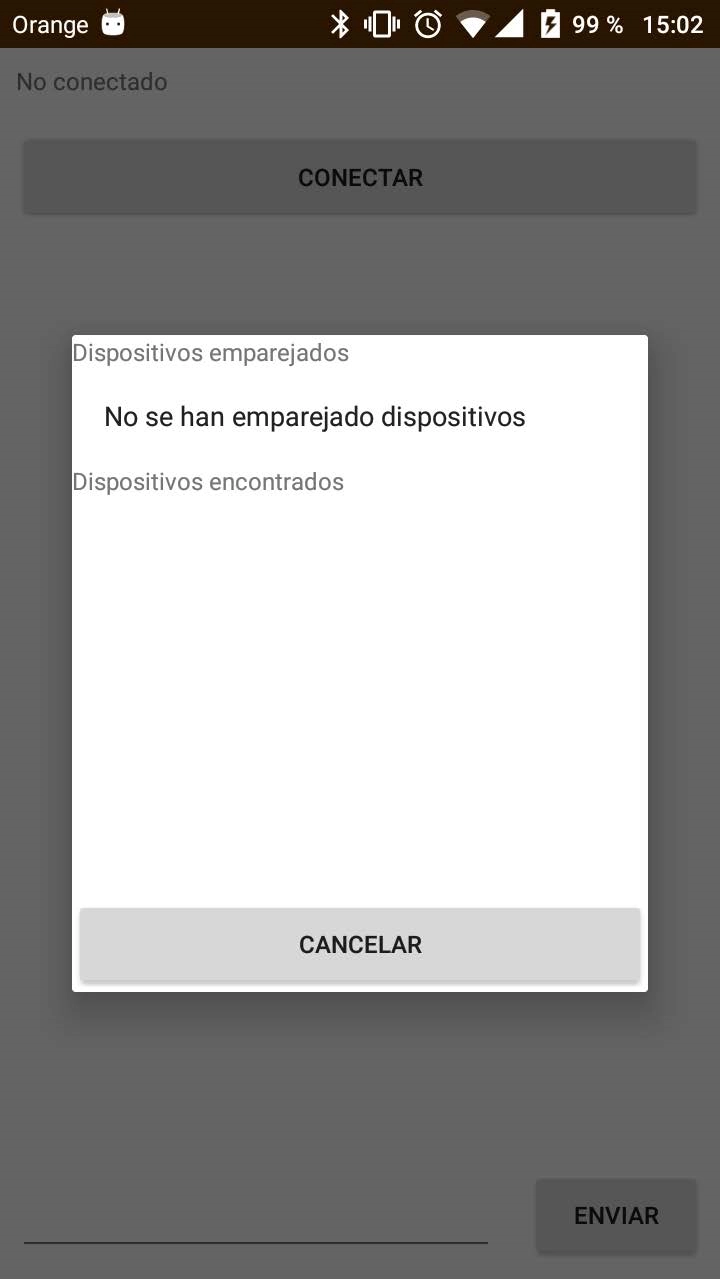 Orange 99 % 15:02
No conectado
CONECTAR
Dispositivos emparejados
No se han emparejado dispositivos
Dispositivos encontrados
CANCELAR
ENVIAR